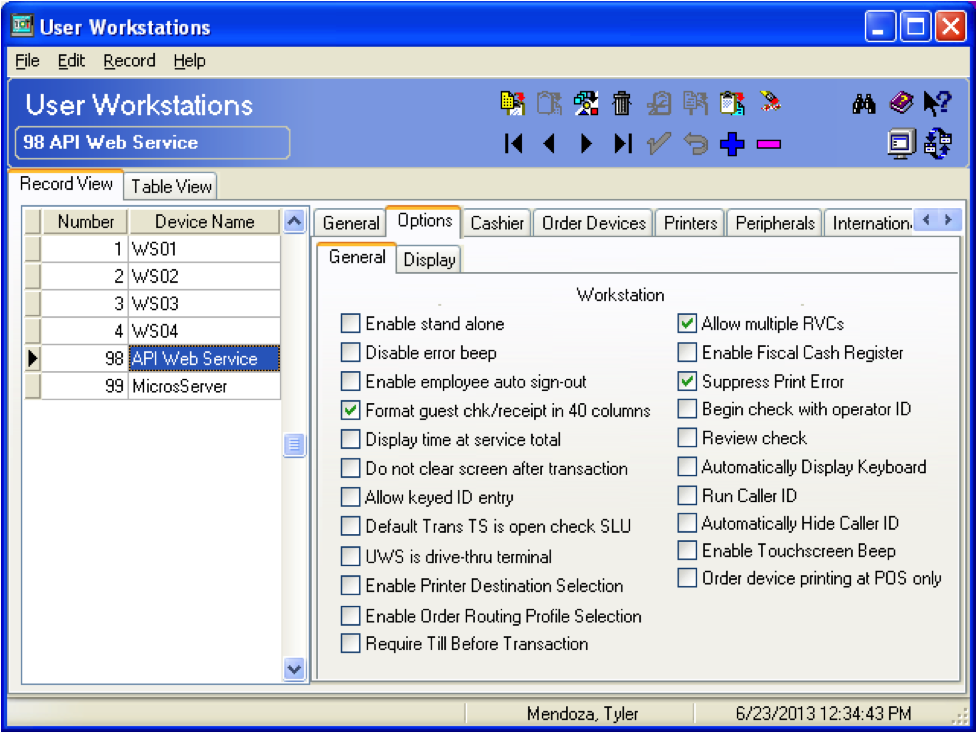 User Workstations
File Edit Record Help
User Workstations
98 API Web Service
Record View Table View
Number Device Name
1 WS01
2 WS02
3 WS03
4 WS04
98 API Web Service
99 MicrosServer
General Options Cashier Order Devices Printers Peripherals Internation
General Display
Workstation
Enable stand alone
Disable error beep
Enable employee auto sign-out
Format guest chk/receipt in 40 columns
Display time at service total
Do not clear screen after transaction
Allow keyed ID entry
Default Trans TS is open check SLU
UWS is drive-thru terminal
Enable Printer Destination Selection
Enable Order Routing Profile Selection
Require Till Before Transaction
Allow multiple RVCs
Enable Fiscal Cash Register
Suppress Print Error
Begin check with operator ID
Review check
Automatically Display Keyboard
Run Caller ID
Automatically Hide Caller ID
Enable Touchscreen Beep
Order device printing at POS only
Mendoza, Tyler 6/23/2013 12:34:43 PM